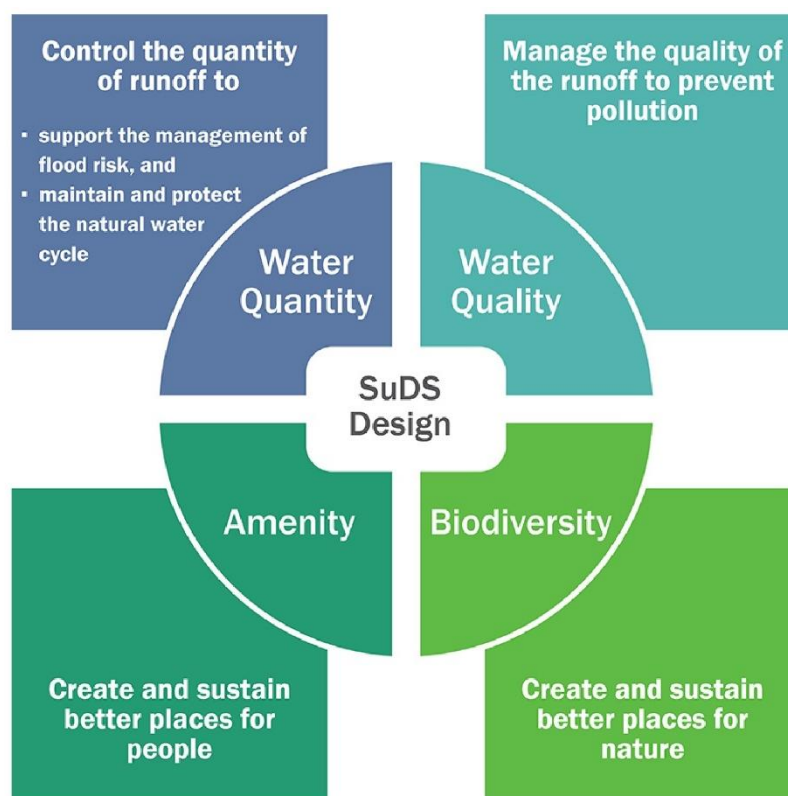 Control the quantity
of runoff to
▪ support the management of
flood risk, and
▪ maintain and protect
the natural water
cycle
Water
Quantity
Manage the quality of
the runoff to prevent
pollution
Water
Quality
SuDS
Design
Amenity
Create and sustain
better places for
people
Biodiversity
Create and sustain
better places for
nature